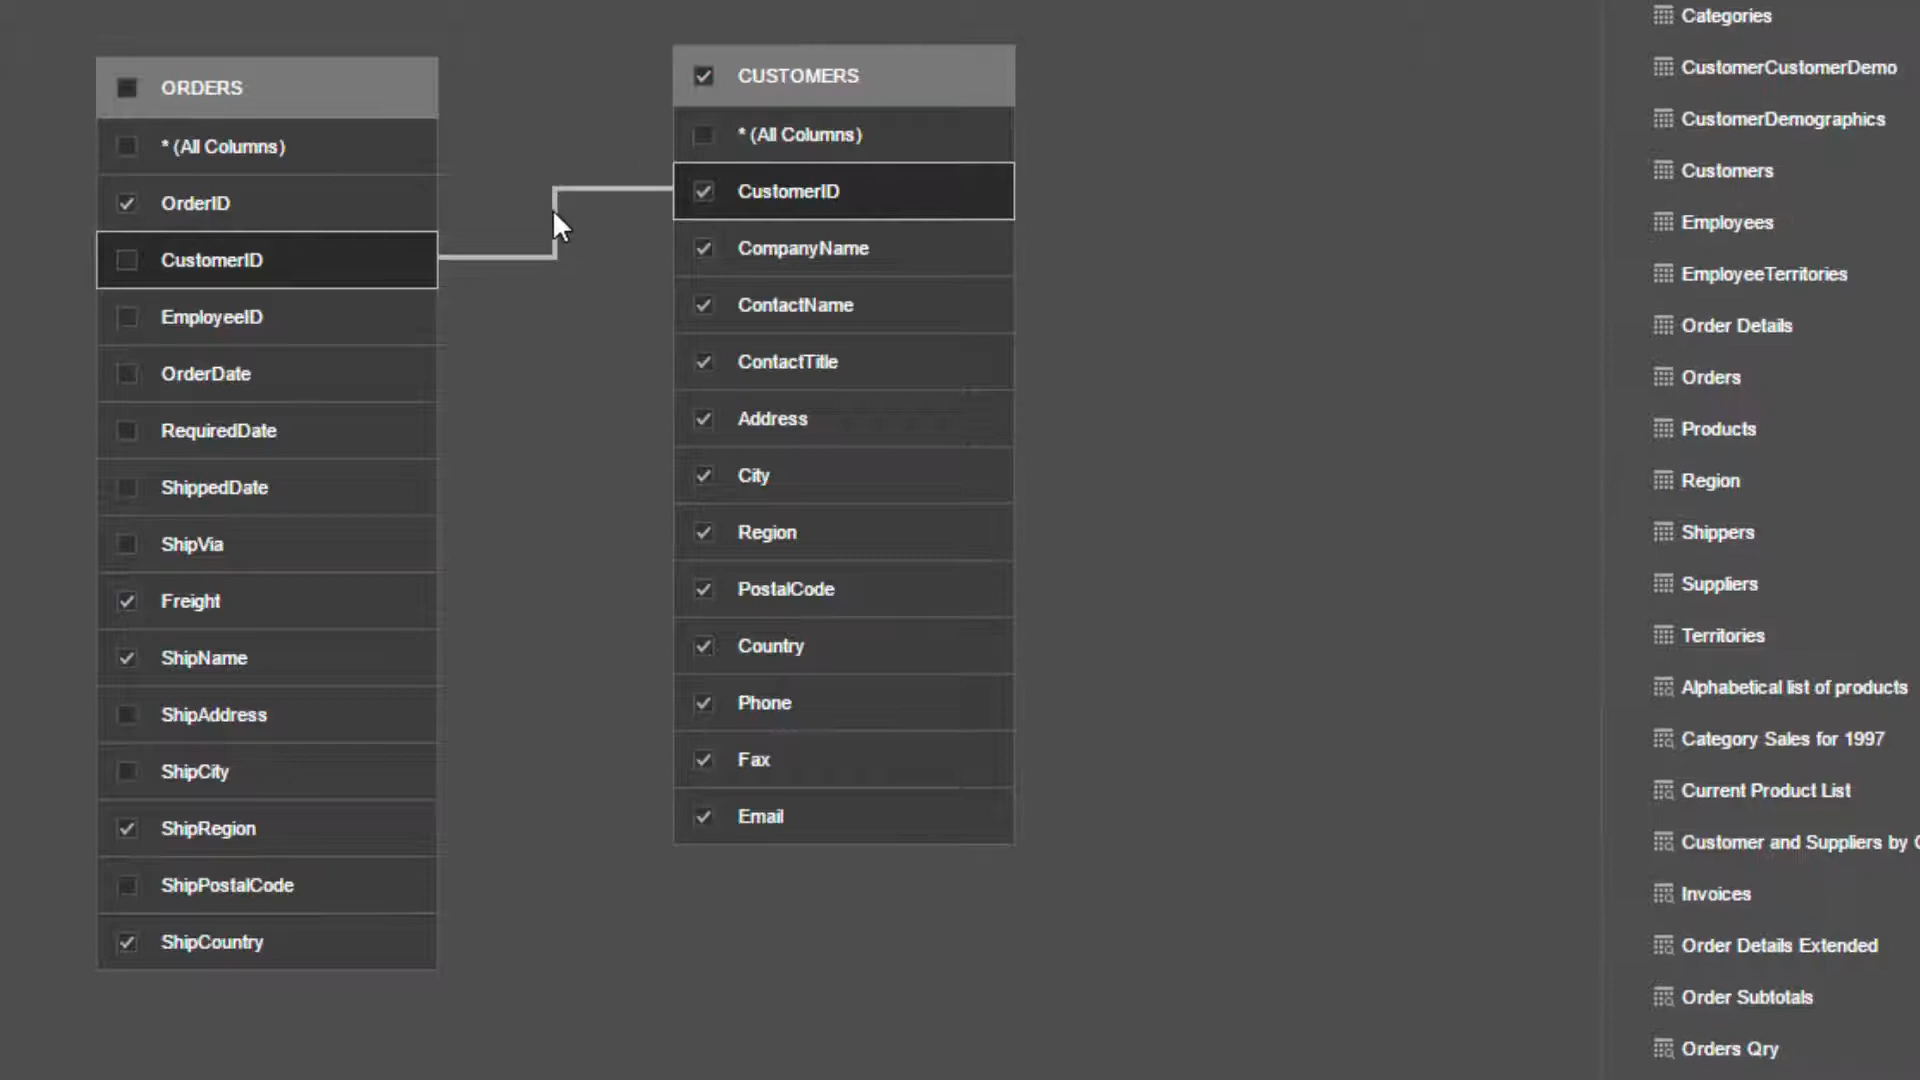 ORDERS
* (All Columns)
OrderID
CustomerID
EmployeeID
OrderDate
RequiredDate
ShippedDate
ShipVia
Freight
ShipName
ShipAddress
ShipCity
ShipRegion
ShipPostalCode
ShipCountry
CUSTOMERS
* (All Columns)
CustomerID
CompanyName
ContactName
ContactTitle
Address
City
Region
PostalCode
Country
Phone
Fax
Email
Categories
CustomerCustomerDemo
CustomerDemographics
Customers
Employees
EmployeeTerritories
Order Details
Orders
Products
Region
Shippers
Suppliers
Territories
Alphabetical list of products
Category Sales for 1997
Current Product List
Customer and Suppliers by
Invoices
Order Details Extended
Order Subtotals
Orders Qry